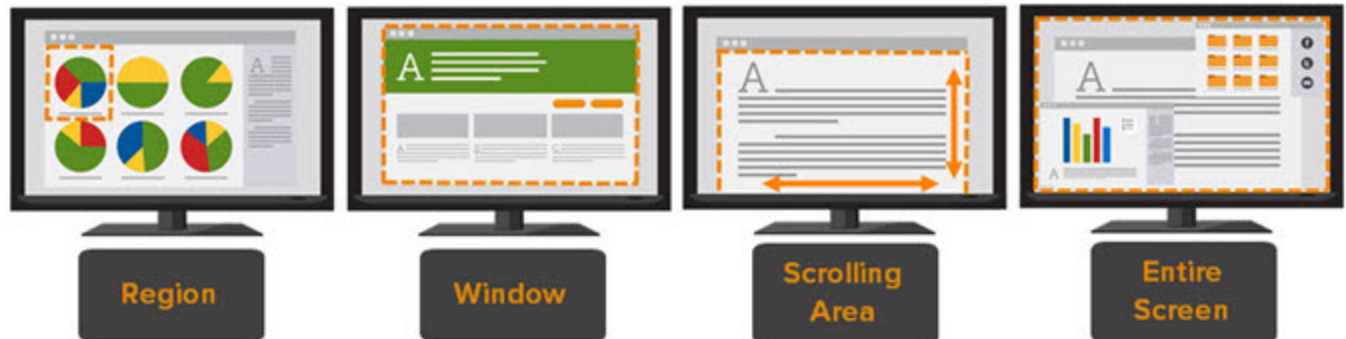 A
A
A
A
Region
Window
Scrolling
Area
Entire
Screen